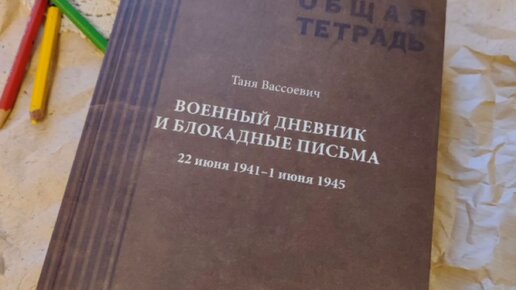 ОБЩАЯ
ТЕТРАДЬ
Таня Вассоевич
ВОЕННЫЙ ДНЕВНИК
И БЛОКАДНЫЕ ПИСЬМА
22 июня 1941–1 июня 1945